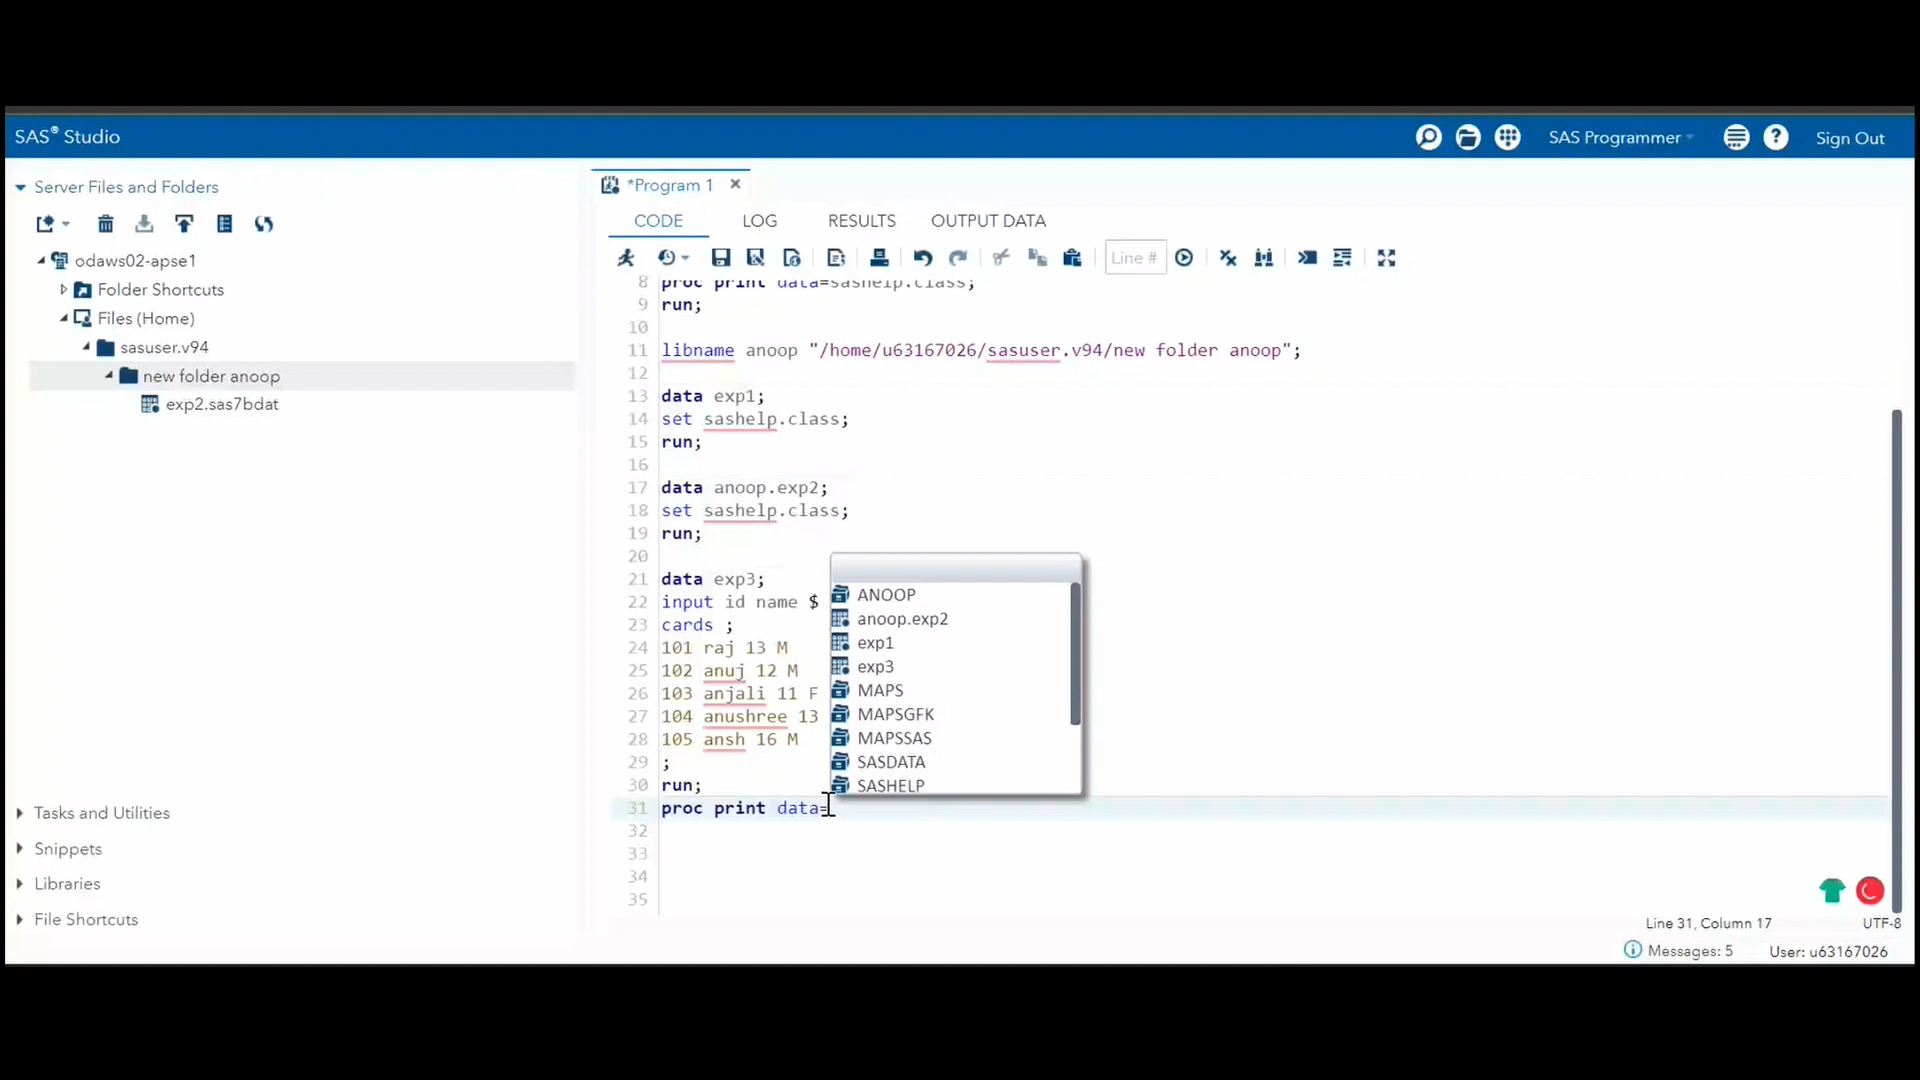 SAS® Studio
SAS Programmer
Sign Out
Server Files and Folders
odaws02-apse1
Folder Shortcuts
Files (Home)
sasuser.v94
new folder anoop
exp2.sas7bdat
Tasks and Utilities
Snippets
Libraries
File Shortcuts
*Program 1
CODE LOG RESULTS OUTPUT DATA
Line #
8 proc print data=sashelp.class;
9 run;
10
11 libname anoop "/home/u63167026/sasuser.v94/new folder anoop";
12
13 data exp1;
14 set sashelp.class;
15 run;
16
17 data anoop.exp2;
18 set sashelp.class;
19 run;
20
21 data exp3;
22 input id name $
23 cards ;
24 101 raj 13 M
25 102 anuj 12 M
26 103 anjali 11 F
27 104 anushree 13
28 105 ansh 16 M
29 ;
30 run;
31 proc print data=
32
33
34
35
ANOOP
anoop.exp2
exp1
exp3
MAPS
MAPSGFK
MAPSSAS
SASDATA
SASHELP
Line 31, Column 17
UTF-8
Messages: 5
User: u63167026